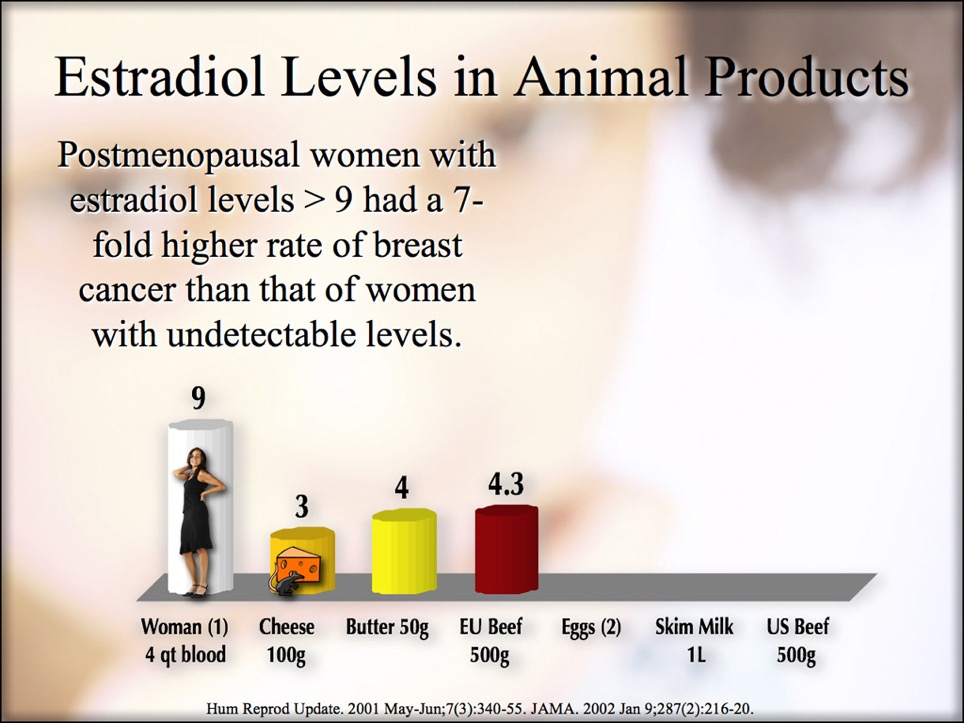 Estradiol Levels in Animal Products
Postmenopausal women with
estradiol levels > 9 had a 7-
fold higher rate of breast
cancer than that of women
with undetectable levels.
9
3
4
4.3
Woman (1)
4 qt blood
Cheese
100g
Butter 50g
EU Beef
500g
Eggs (2)
Skim Milk
1L
US Beef
500g
Hum Reprod Update. 2001 May-Jun;7(3):340-55. JAMA. 2002 Jan 9;287(2):216-20.